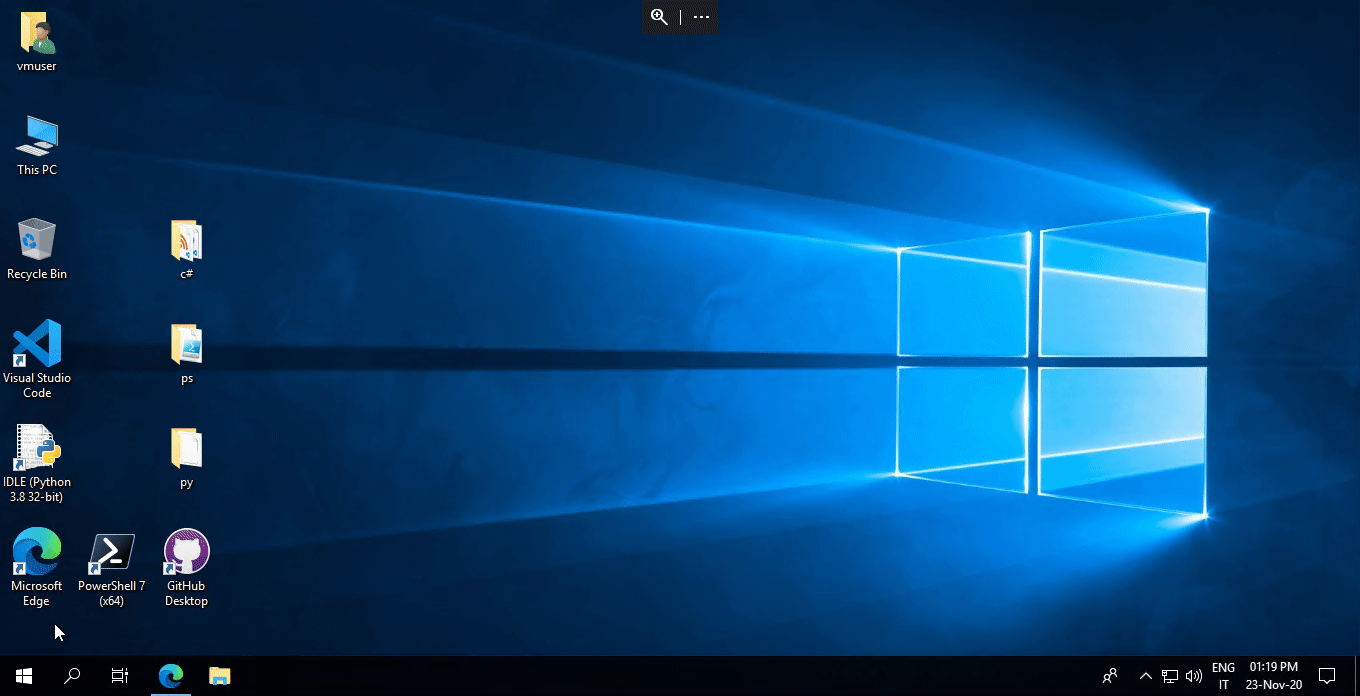 vmuser
This PC
Recycle Bin
c#
Visual Studio
Code
ps
IDLE (Python
3.8 32-bit)
py
Microsoft
Edge
PowerShell 7
(x64)
GitHub
Desktop
ENG
IT
01:19 PM
23-Nov-20